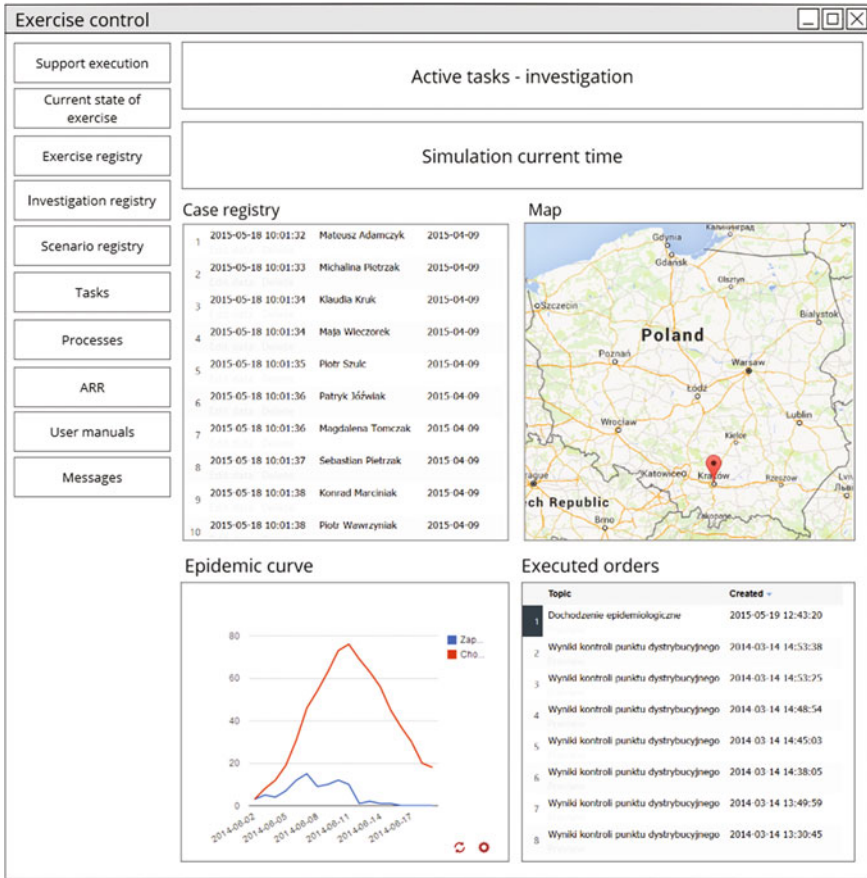 Exercise control
Support execution
Current state of
exercise
Exercise registry
Investigation registry
Scenario registry
Tasks
Processes
ARR
User manuals
Messages
Active tasks - investigation
Simulation current time
Case registry
1 2015-05-18 10:01:32 Mateusz Adamczyk 2015-04-09
2 2015-05-18 10:01:33 Michalina Pietrzak 2015-04-09
3 2015-05-18 10:01:34 Klaudia Kruk 2015-04-09
4 2015-05-18 10:01:34 Maja Wieczorek 2015-04-09
5 2015-05-18 10:01:35 Piotr Szulc 2015-04-09
6 2015-05-18 10:01:36 Patryk Jóźwiak 2015-04-09
7 2015-05-18 10:01:36 Magdalena Tomczak 2015-04-09
8 2015-05-18 10:01:37 Sebastian Pietrzak 2015-04-09
9 2015-05-18 10:01:38 Konrad Marciniak 2015-04-09
10 2015-05-18 10:01:38 Piotr Wawrzyniak 2015-04-09
Map
Калининград
Gdynia
Gdańsk
Olsztyn
Szczecin
Białystok
Poland
Poznań
Warsaw
Łódź
Wrocław
Lublin
Kielce
Katowice
Kraków
Rzeszow
rague
ch Republic
Zakopane
Brno
Epidemic curve
80
60
40
20
0
2014-06-02
2014-06-05
2014-06-08
2014-06-11
2014-06-14
2014-06-17
Zap...
Cho...
Executed orders
Topic Created
1 Dochodzenie epidemiologiczne 2015-05-19 12:43:20
2 Wyniki kontroli punktu dystrybucyjnego 2014-03-14 14:53:38
3 Wyniki kontroli punktu dystrybucyjnego 2014-03-14 14:53:25
4 Wyniki kontroli punktu dystrybucyjnego 2014-03-14 14:48:54
5 Wyniki kontroli punktu dystrybucyjnego 2014-03-14 14:45:03
6 Wyniki kontroli punktu dystrybucyjnego 2014-03-14 14:38:05
7 Wyniki kontroli punktu dystrybucyjnego 2014-03-14 13:49:59
8 Wyniki kontroli punktu dystrybucyjnego 2014-03-14 13:30:45